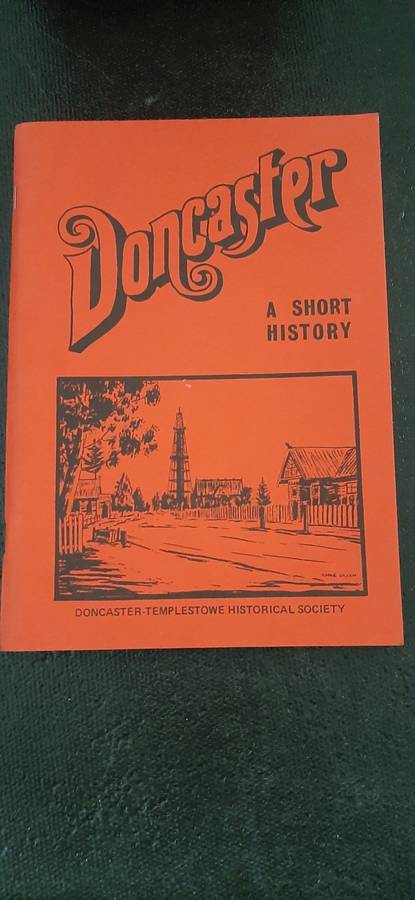 Doncaster
A SHORT
HISTORY
DONCASTER-TEMPLESTOWE HISTORICAL SOCIETY